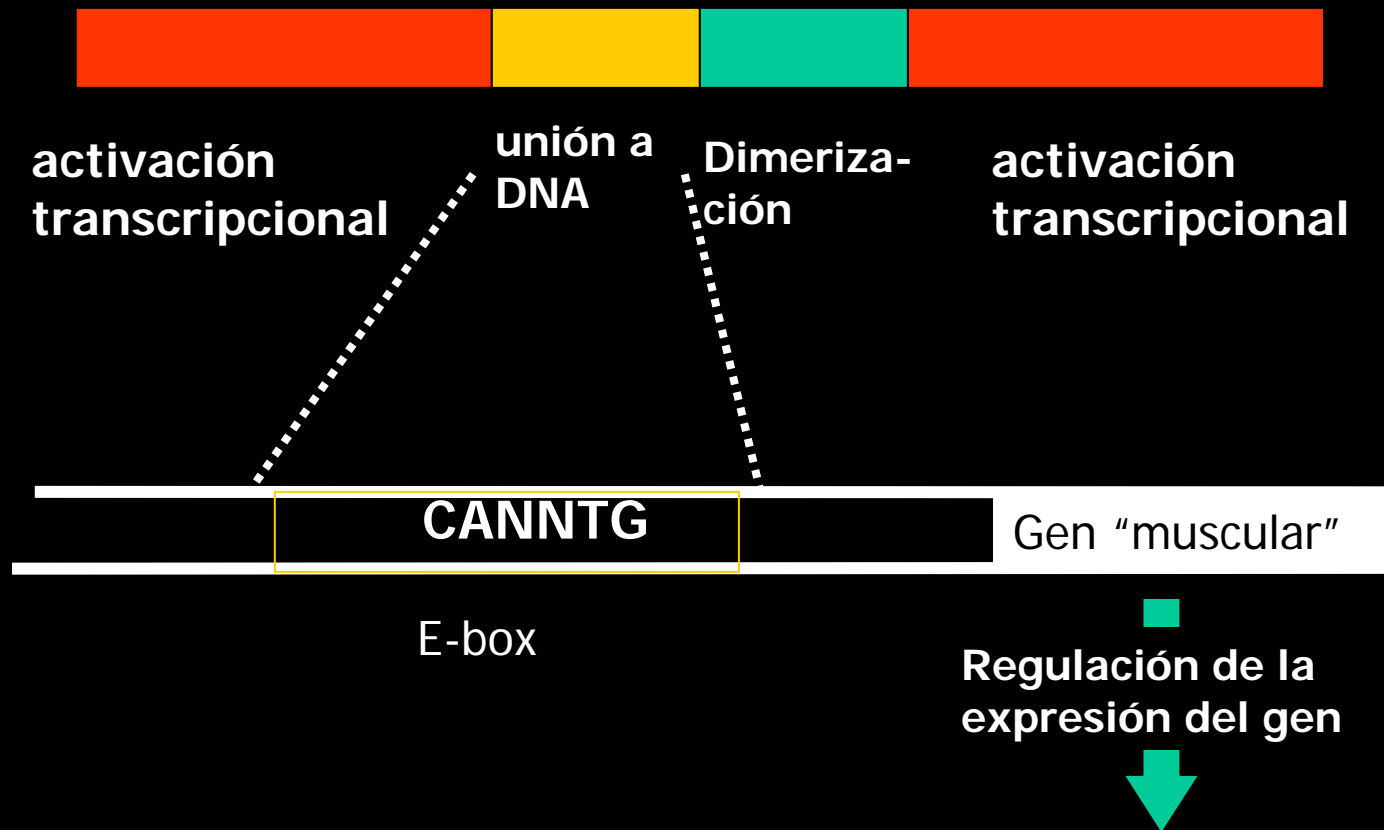 activación
transcripcional
unión a
DNA
Dimeriza-
ción
activación
transcripcional
CANNTG
Gen “muscular”
E-box
Regulación de la
expresión del gen